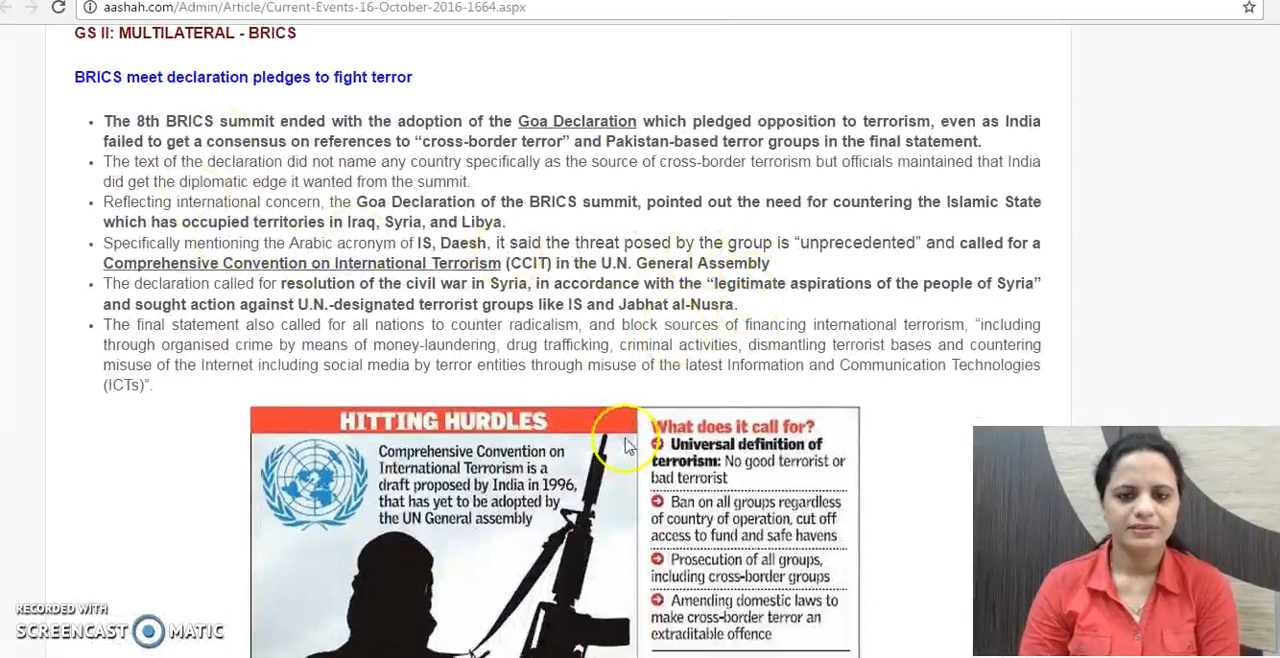 aashah.com/Admin/Article/Current-Events-16-October-2016-1664.aspx
GS II: MULTILATERAL - BRICS
BRICS meet declaration pledges to fight terror
The 8th BRICS summit ended with the adoption of the Goa Declaration which pledged opposition to terrorism, even as India
failed to get a consensus on references to “cross-border terror” and Pakistan-based terror groups in the final statement.
The text of the declaration did not name any country specifically as the source of cross-border terrorism but officials maintained that India
did get the diplomatic edge it wanted from the summit.
Reflecting international concern, the Goa Declaration of the BRICS summit, pointed out the need for countering the Islamic State
which has occupied territories in Iraq, Syria, and Libya.
Specifically mentioning the Arabic acronym of IS, Daesh, it said the threat posed by the group is “unprecedented” and called for a
Comprehensive Convention on International Terrorism (CCIT) in the U.N. General Assembly
The declaration called for resolution of the civil war in Syria, in accordance with the “legitimate aspirations of the people of Syria”
and sought action against U.N.-designated terrorist groups like IS and Jabhat al-Nusra.
The final statement also called for all nations to counter radicalism, and block sources of financing international terrorism, “including
through organised crime by means of money-laundering, drug trafficking, criminal activities, dismantling terrorist bases and countering
misuse of the Internet including social media by terror entities through misuse of the latest Information and Communication Technologies
(ICTs)”.
HITTING HURDLES
Comprehensive Convention on
International Terrorism is a
draft proposed by India in 1996,
that has yet to be adopted by
the UN General assembly
What does it call for?
Universal definition of
terrorism: No good terrorist or
bad terrorist
Ban on all groups regardless
of country of operation, cut off
access to fund and safe havens
Prosecution of all groups,
including cross-border groups
Amending domestic laws to
make cross-border terror an
extraditable offence
RECORDED WITH
SCREENCAST MATIC